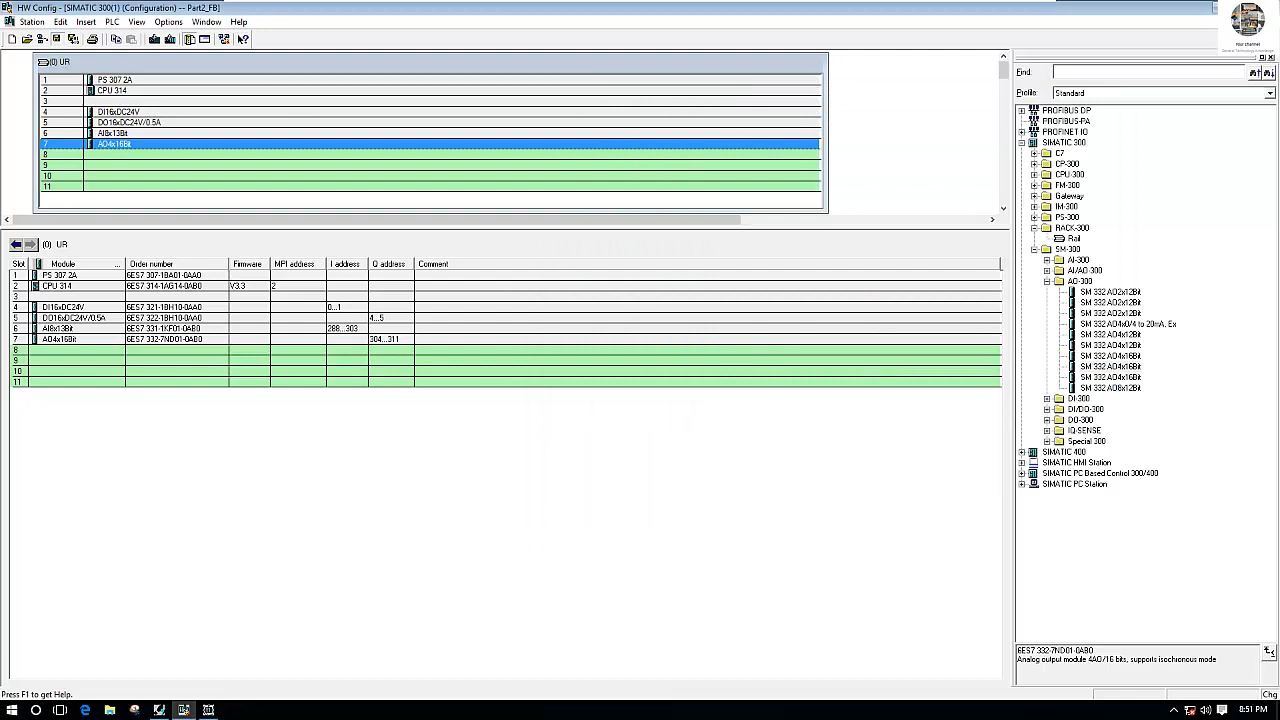 HW Config - [SIMATIC 300(1) (Configuration) -- Part2_FB]
Station Edit Insert PLC View Options Window Help
Your channel
General Technology Knowledge
(0) UR
1 PS 307 2A
2 CPU 314
3
4 DI16xDC24V
5 DO16xDC24V/0.5A
6 AI8x13Bit
7 AO4x16Bit
8
9
10
11
(0) UR
Slot Module ... Order number Firmware MPI address I address Q address Comment
1 PS 307 2A 6ES7 307-1BA01-0AA0
2 CPU 314 6ES7 314-1AG14-0AB0 V3.3 2
3
4 DI16xDC24V 6ES7 321-1BH10-0AA0 0...1
5 DO16xDC24V/0.5A 6ES7 322-1BH10-0AA0 4...5
6 AI8x13Bit 6ES7 331-1KF01-0AB0 288...303
7 AO4x16Bit 6ES7 332-7ND01-0AB0 304...311
8
9
10
11
Find:
Profile: Standard
PROFIBUS DP
PROFIBUS-PA
PROFINET IO
SIMATIC 300
C7
CP-300
CPU-300
FM-300
Gateway
IM-300
PS-300
RACK-300
Rail
SM-300
AI-300
AI/AO-300
AO-300
SM 332 AO2x12Bit
SM 332 AO2x12Bit
SM 332 AO2x12Bit
SM 332 AO4x0/4 to 20mA, Ex
SM 332 AO4x12Bit
SM 332 AO4x12Bit
SM 332 AO4x16Bit
SM 332 AO4x16Bit
SM 332 AO4x16Bit
SM 332 AO8x12Bit
DI-300
DI/DO-300
DO-300
IQ-SENSE
Special 300
SIMATIC 400
SIMATIC HMI Station
SIMATIC PC Based Control 300/400
SIMATIC PC Station
6ES7 332-7ND01-0AB0
Analog output module 4AO/16 bits, supports isochronous mode
Press F1 to get Help.
Chg
8:51 PM